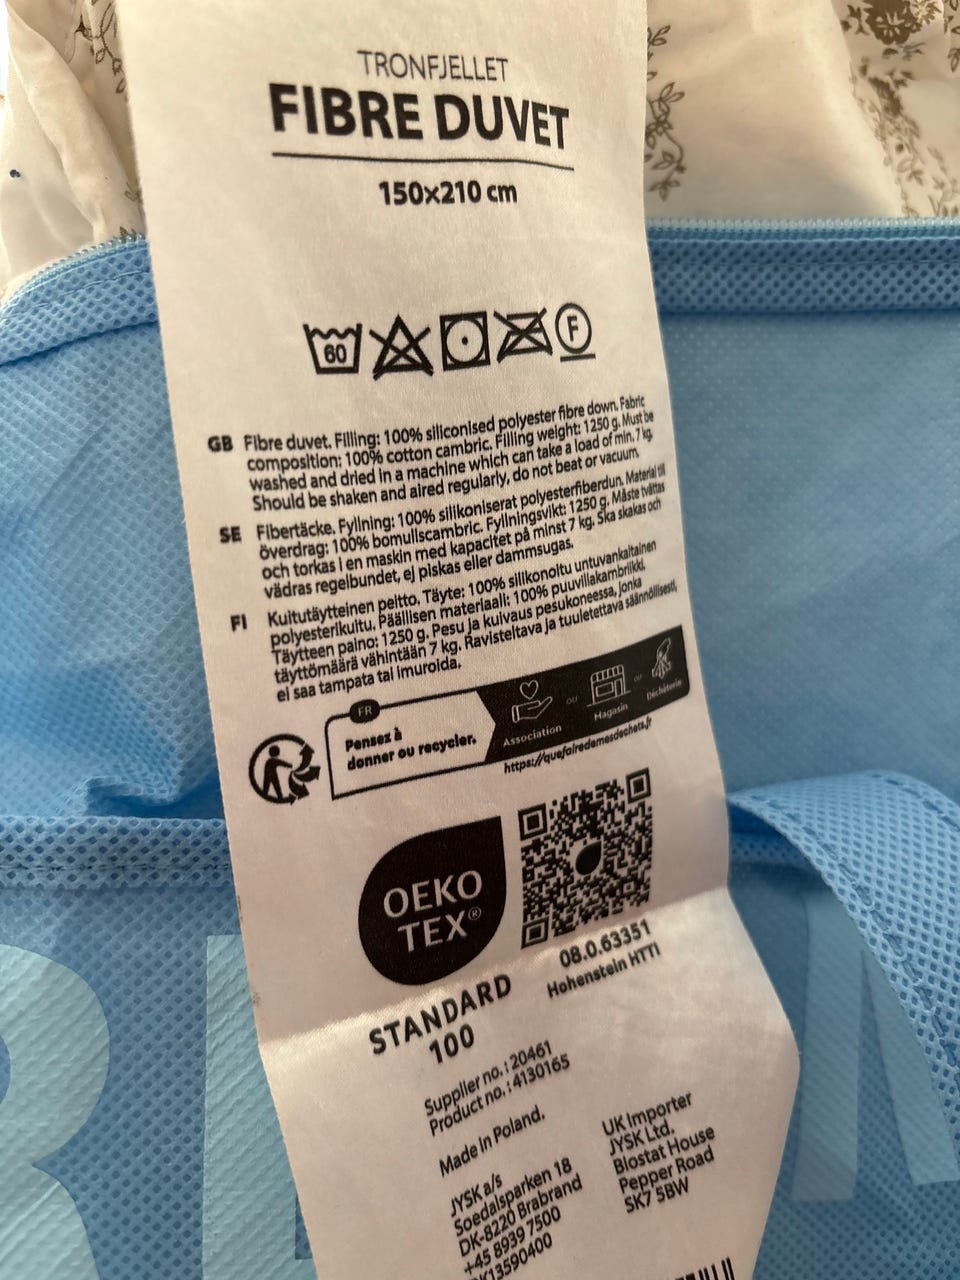 TRONFJELLET
FIBRE DUVET
150x210 cm
60
F
GB Fibre duvet. Filling: 100% siliconised polyester fibre down. Fabric
composition: 100% cotton cambric. Filling weight: 1250 g. Must be
washed and dried in a machine which can take a load of min. 7 kg.
Should be shaken and aired regularly, do not beat or vacuum.
SE Fibertäcke. Fyllning: 100% silikoniserat polyesterfiberdun. Material till
överdrag: 100% bomullscambric. Fyllningsvikt: 1250 g. Måste tvättas
och torkas i en maskin med kapacitet på minst 7 kg. Ska skakas och
vädras regelbundet, ej piskas eller dammsugas.
FI Kuitutäytteinen peitto. Täyte: 100% silikonoitu untuvankaltainen
polyesterikuitu. Päällisen materiaali: 100% puuvillakambriikki.
Täytteen paino: 1250 g. Pesu ja kuivaus pesukoneessa, jonka
täyttömäärä vähintään 7 kg. Ravisteltava ja tuuletettava säännöllisesti,
ei saa tampata tai imuroida.
FR
Pensez à
donner ou recycler.
Association
ou
Magasin
ou
Déchèterie
https://quefairedemesdechets.fr
OEKO
TEX®
STANDARD
100
08.0.63351
Hohenstein HTTI
Supplier no.: 20461
Product no.: 4130165
Made in Poland.
JYSK a/s
Soedalsparken 18
DK-8220 Brabrand
+45 8939 7500
DK13590400
UK Importer
JYSK Ltd.
Biostat House
Pepper Road
SK7 5BW